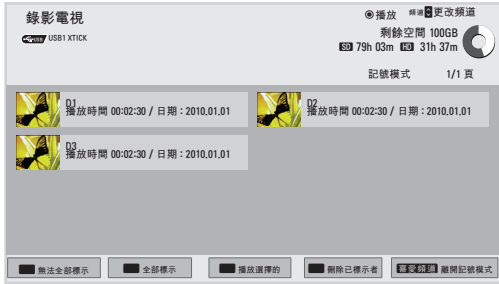 錄影電視
◉播放 頻道 更改頻道
USB USB1 XTICK
剩餘空間 100GB
SD 79h 03m HD 31h 37m
記號模式 1/1 頁
D1
播放時間 00:02:30 / 日期：2010.01.01
D2
播放時間 00:02:30 / 日期：2010.01.01
D3
播放時間 00:02:30 / 日期：2010.01.01
無法全部標示
全部標示
播放選擇的
刪除已標示者
喜愛頻道 離開記號模式